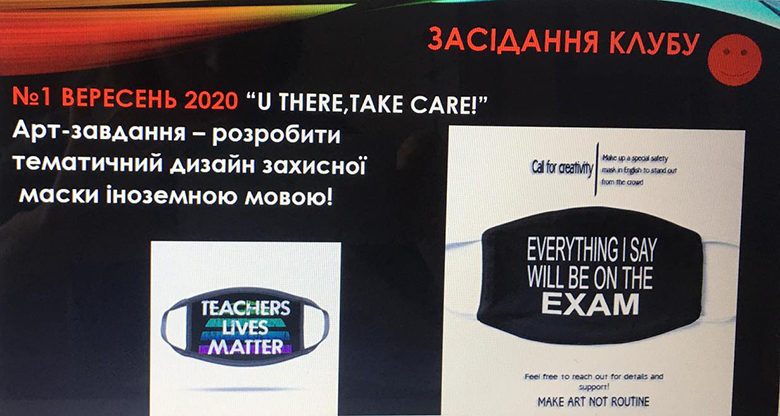 ЗАСІДАННЯ КЛУБУ
№1 ВЕРЕСЕНЬ 2020 “U THERE,TAKE CARE!”
Арт-завдання – розробити
тематичний дизайн захисної
маски іноземною мовою!
TEACHERS
LIVES
MATTER
Call for creativity
Make up a special safety
mask in English to stand out
from the crowd
EVERYTHING I SAY
WILL BE ON THE
EXAM
Feel free to reach out for details and
support!
MAKE ART NOT ROUTINE